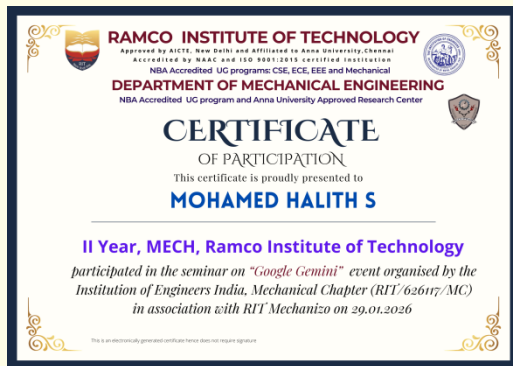 RAMCO INSTITUTE OF TECHNOLOGY
Approved by AICTE, New Delhi and Affiliated to Anna University, Chennai
Accredited by NAAC and ISO 9001:2015 certified Institution
NBA Accredited UG programs: CSE, ECE, EEE and Mechanical
DEPARTMENT OF MECHANICAL ENGINEERING
NBA Accredited UG program and Anna University Approved Research Center
CERTIFICATE
OF PARTICIPATION
This certificate is proudly presented to
MOHAMED HALITH S
II Year, MECH, Ramco Institute of Technology
participated in the seminar on "Google Gemini" event organised by the
Institution of Engineers India, Mechanical Chapter (RIT/626117/MC)
in association with RIT Mechanizo on 29.01.2026
This is an electronically generated certificate hence does not require signature